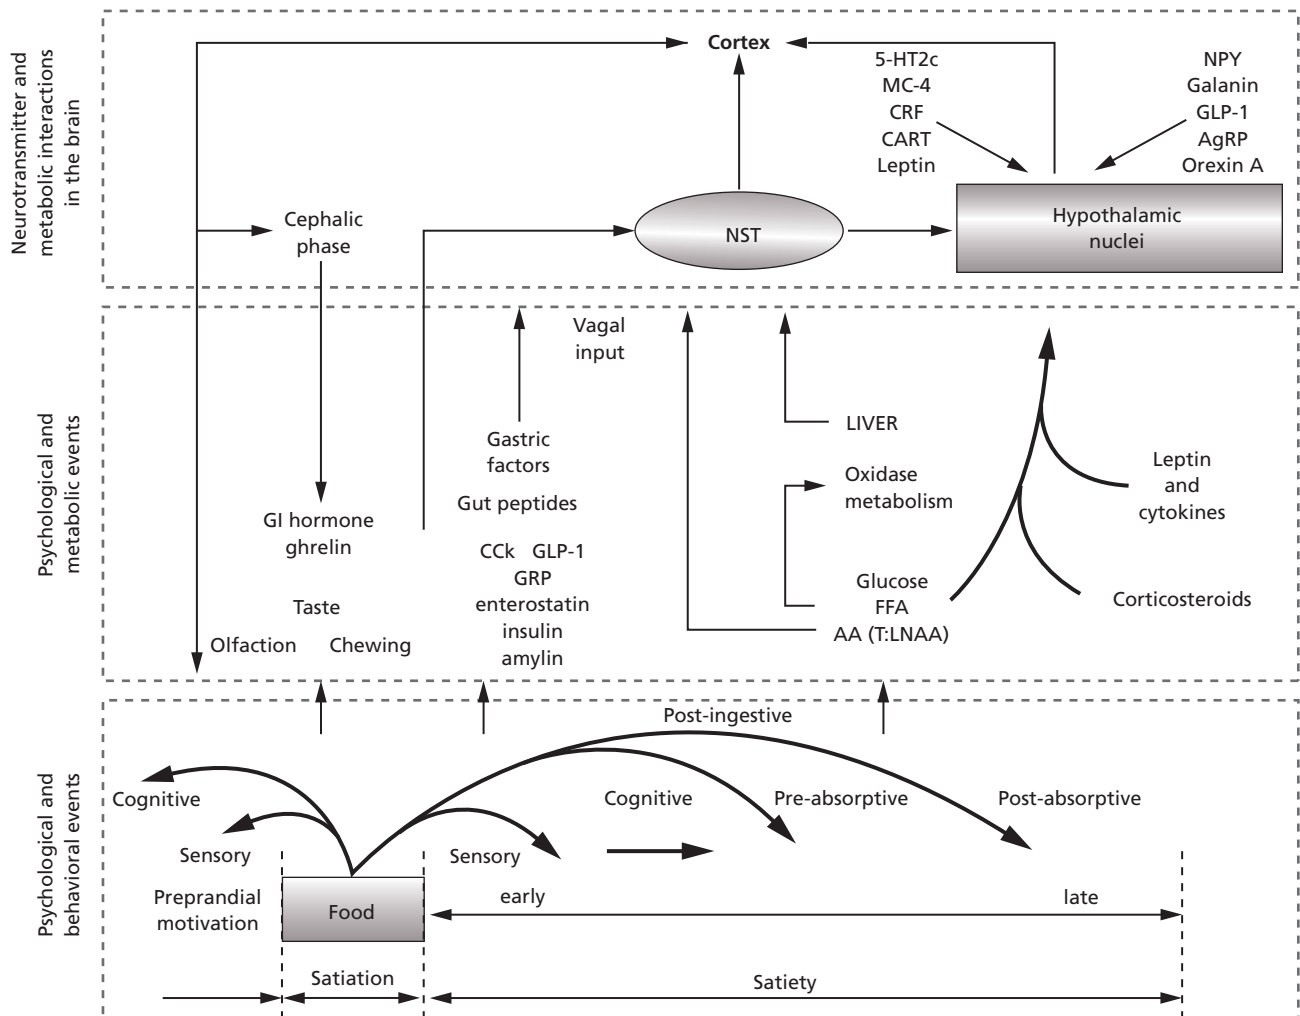 Neurotransmitter and
metabolic interactions
in the brain
Cortex
5-HT2c
MC-4
CRF
CART
Leptin
NPY
Galanin
GLP-1
AgRP
Orexin A
Cephalic
phase
NST
Hypothalamic
nuclei
Psychological and
metabolic events
Vagal
input
Gastric
factors
Gut peptides
CCk GLP-1
GRP
enterostatin
insulin
amylin
GI hormone
ghrelin
Taste
Olfaction Chewing
LIVER
Oxidase
metabolism
Glucose
FFA
AA (T:LNAA)
Leptin
and
cytokines
Corticosteroids
Psychological and
behavioral events
Post-ingestive
Cognitive
Sensory
Sensory
Cognitive
Pre-absorptive
Post-absorptive
Preprandial
motivation
Food
early
late
Satiation
Satiety